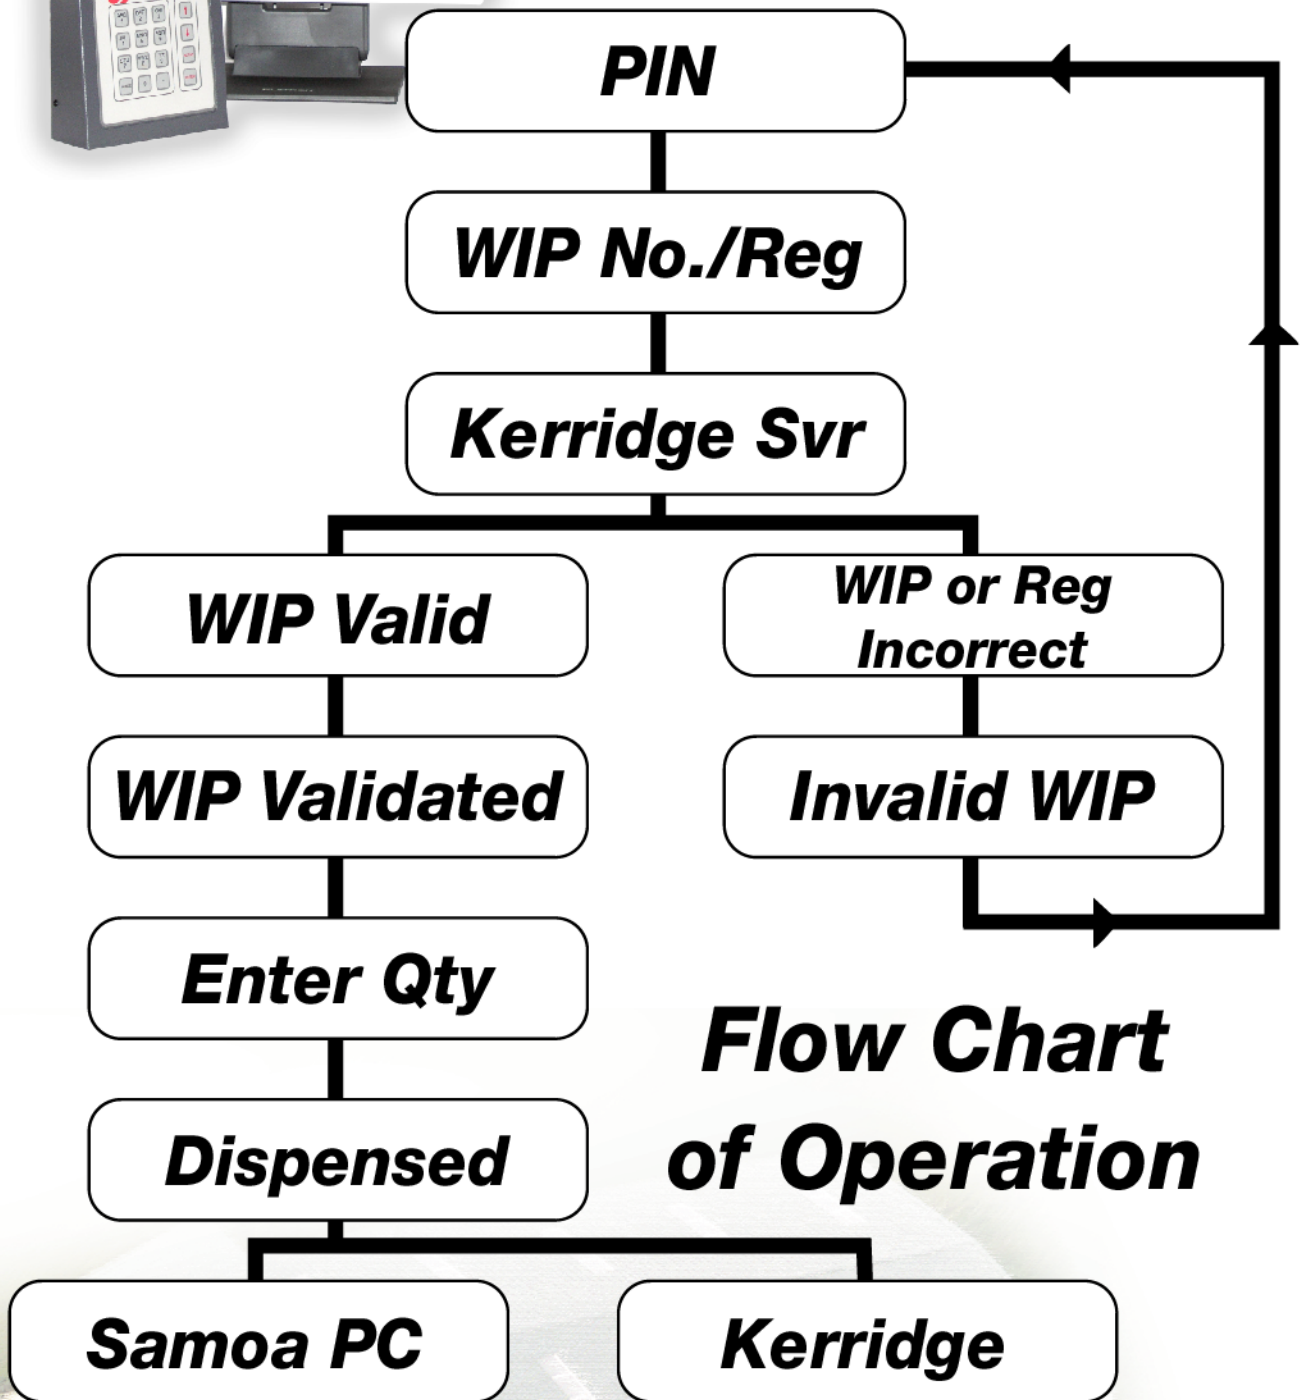 PIN
WIP No./Reg
Kerridge Svr
WIP Valid
WIP or Reg
Incorrect
WIP Validated
Invalid WIP
Enter Qty
Flow Chart
of Operation
Dispensed
Samoa PC
Kerridge